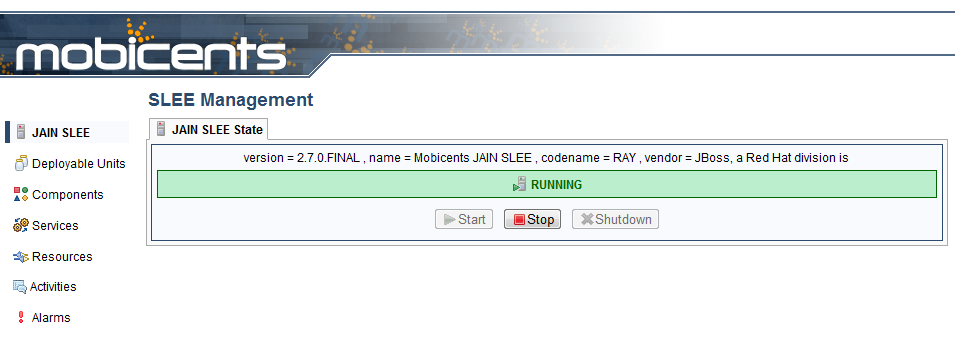 mobicents
SLEE Management
JAIN SLEE
Deployable Units
Components
Services
Resources
Activities
Alarms
JAIN SLEE State
version = 2.7.0.FINAL , name = Mobicents JAIN SLEE , codename = RAY , vendor = JBoss, a Red Hat division is
RUNNING
Start Stop Shutdown